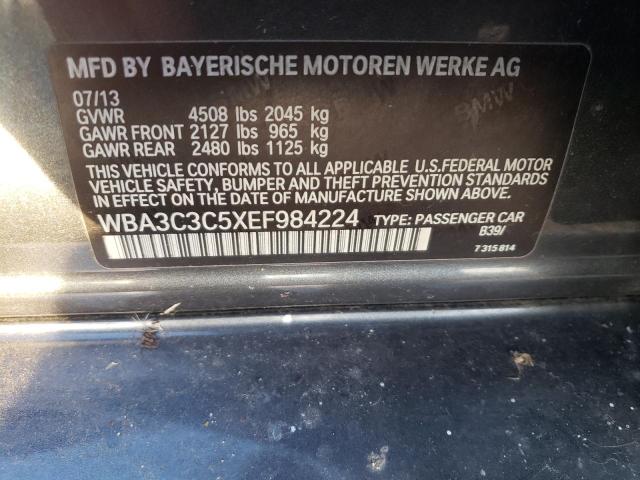 MFD BY BAYERISCHE MOTOREN WERKE AG
07/13
GVWR 4508 lbs 2045 kg
GAWR FRONT 2127 lbs 965 kg
GAWR REAR 2480 lbs 1125 kg
THIS VEHICLE CONFORMS TO ALL APPLICABLE U.S.FEDERAL MOTOR
VEHICLE SAFETY, BUMPER AND THEFT PREVENTION STANDARDS
IN EFFECT ON THE DATE OF MANUFACTURE SHOWN ABOVE.
WBA3C3C5XEF984224 TYPE: PASSENGER CAR
B39/
7 315 814